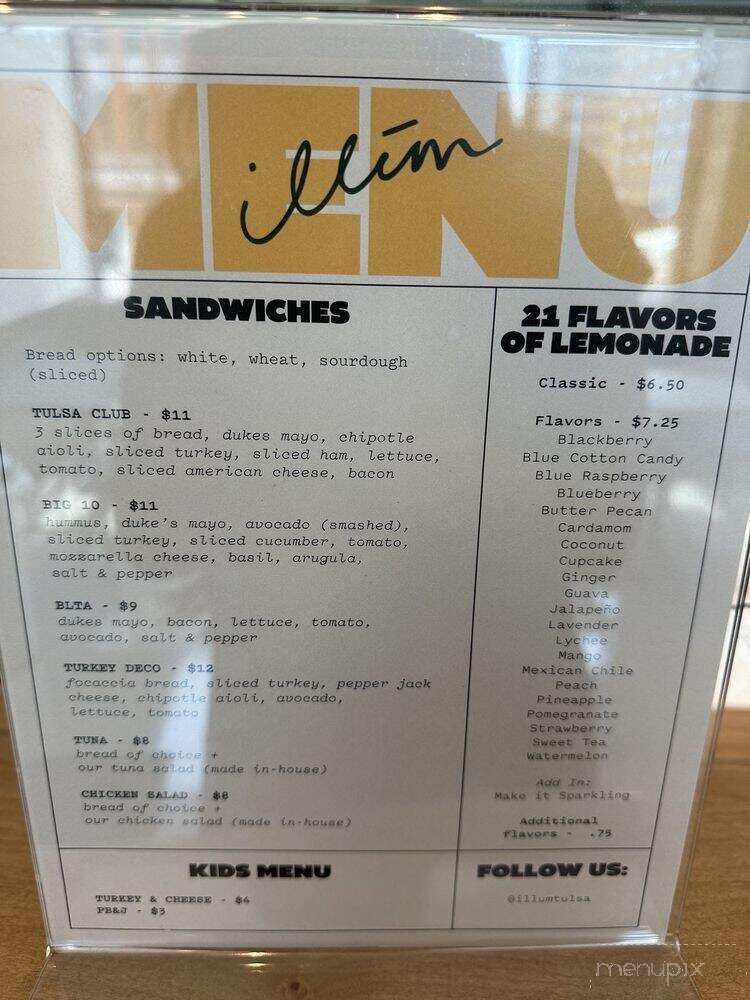 MENU
illūm
SANDWICHES
Bread options: white, wheat, sourdough
(sliced)
TULSA CLUB - $11
3 slices of bread, dukes mayo, chipotle
aioli, sliced turkey, sliced ham, lettuce,
tomato, sliced american cheese, bacon
BIG 10 - $11
hummus, duke's mayo, avocado (smashed),
sliced turkey, sliced cucumber, tomato,
mozzarella cheese, basil, arugula,
salt & pepper
BLTA - $9
dukes mayo, bacon, lettuce, tomato,
avocado, salt & pepper
TURKEY DECO - $12
focaccia bread, sliced turkey, pepper jack
cheese, chipotle aioli, avocado,
lettuce, tomato
TUNA - $8
bread of choice +
our tuna salad (made in-house)
CHICKEN SALAD - $8
bread of choice +
our chicken salad (made in-house)
KIDS MENU
TURKEY & CHEESE - $4
PB&J - $3
21 FLAVORS
OF LEMONADE
Classic - $6.50
Flavors - $7.25
Blackberry
Blue Cotton Candy
Blue Raspberry
Blueberry
Butter Pecan
Cardamom
Coconut
Cupcake
Ginger
Guava
Jalapeño
Lavender
Lychee
Mango
Mexican Chile
Peach
Pineapple
Pomegranate
Strawberry
Sweet Tea
Watermelon
Add In:
Make it Sparkling
Additional
flavors - .75
FOLLOW US:
@illumtulsa
menupix